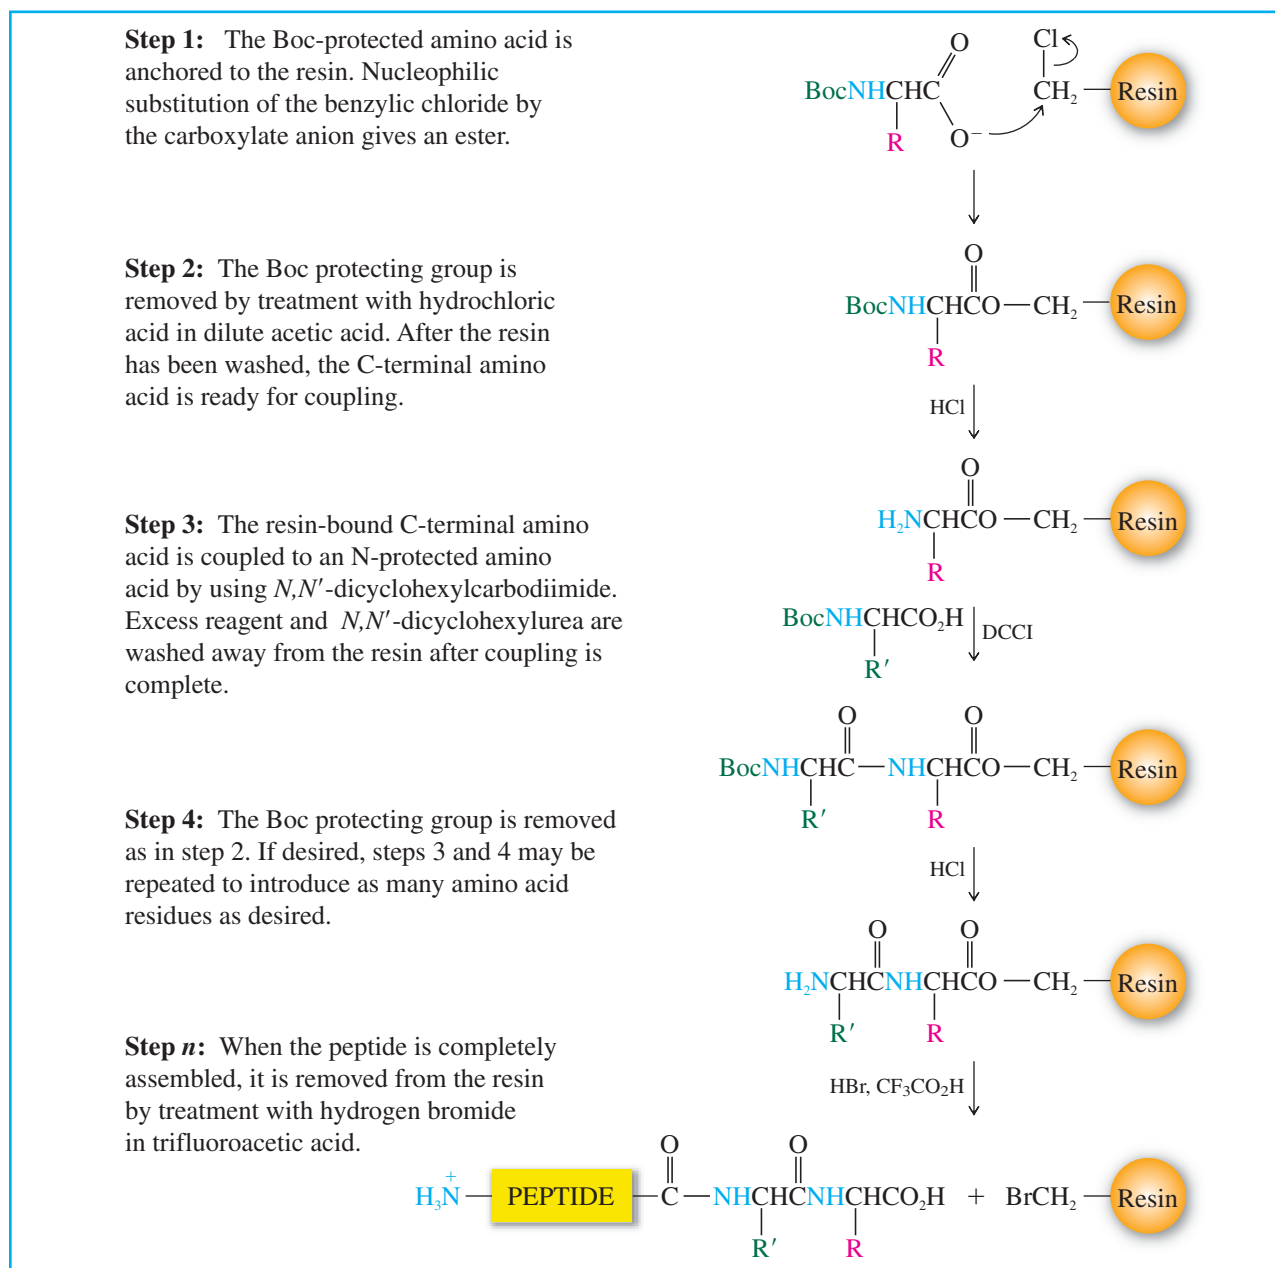 Step 1: The Boc-protected amino acid is
anchored to the resin. Nucleophilic
substitution of the benzylic chloride by
the carboxylate anion gives an ester.
O
Cl
BocNHCHC
CH₂
Resin
R
O⁻
Step 2: The Boc protecting group is
removed by treatment with hydrochloric
acid in dilute acetic acid. After the resin
has been washed, the C-terminal amino
acid is ready for coupling.
O
BocNHCHCO—CH₂—Resin
R
HCl
O
H₂NCHCO—CH₂—Resin
R
Step 3: The resin-bound C-terminal amino
acid is coupled to an N-protected amino
acid by using N,N′-dicyclohexylcarbodiimide.
Excess reagent and N,N′-dicyclohexylurea are
washed away from the resin after coupling is
complete.
BocNHCHCO₂H
DCCI
R′
O O
BocNHCHC—NHCHCO—CH₂—Resin
R′ R
Step 4: The Boc protecting group is removed
as in step 2. If desired, steps 3 and 4 may be
repeated to introduce as many amino acid
residues as desired.
HCl
O O
H₂NCHCNHCHCO—CH₂—Resin
R′ R
Step n: When the peptide is completely
assembled, it is removed from the resin
by treatment with hydrogen bromide
in trifluoroacetic acid.
HBr, CF₃CO₂H
O O
H₃N⁺—PEPTIDE—C—NHCHCNHCHCO₂H + BrCH₂—Resin
R′ R